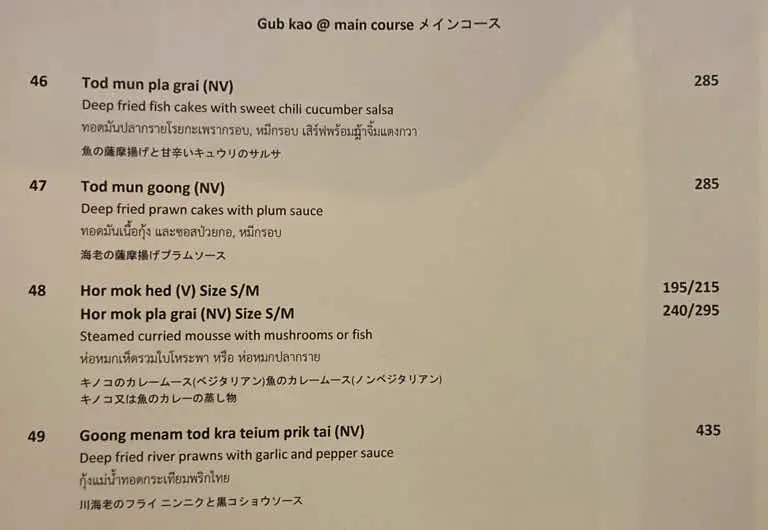 Gub kao @ main course メインコース
46 Tod mun pla grai (NV) 285
Deep fried fish cakes with sweet chili cucumber salsa
ทอดมันปลากรายโรยกะเพรากรอบ, หมี่กรอบ เสิร์ฟพร้อมน้ำจิ้มแตงกวา
魚の薩摩揚げと甘辛いキュウリのサルサ
47 Tod mun goong (NV) 285
Deep fried prawn cakes with plum sauce
ทอดมันเนื้อกุ้ง และซอสป๋วยกอ, หมี่กรอบ
海老の薩摩揚げプラムソース
48 Hor mok hed (V) Size S/M 195/215
Hor mok pla grai (NV) Size S/M 240/295
Steamed curried mousse with mushrooms or fish
ห่อหมกเห็ดรวมใบโหระพา หรือ ห่อหมกปลากราย
キノコのカレームース(ベジタリアン)魚のカレームース(ノンベジタリアン)
キノコ又は魚のカレーの蒸し物
49 Goong menam tod kra teium prik tai (NV) 435
Deep fried river prawns with garlic and pepper sauce
กุ้งแม่น้ำทอดกระเทียมพริกไทย
川海老のフライ ニンニクと黒コショウソース